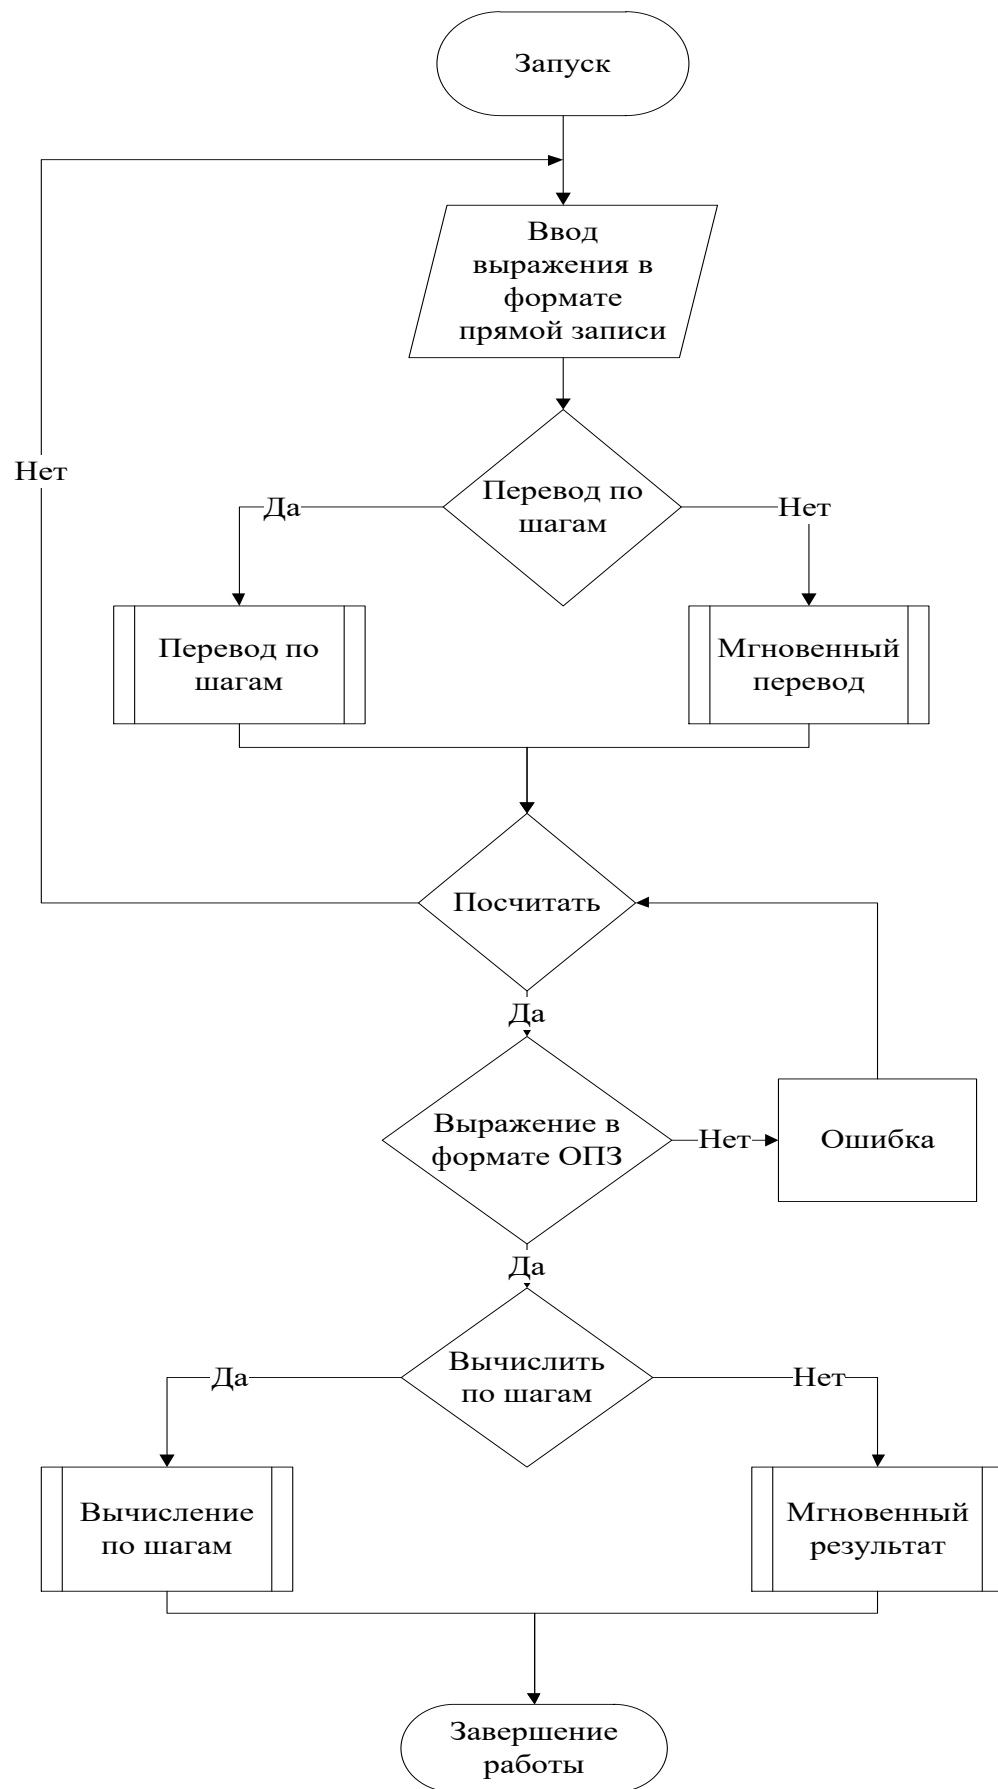 Запуск
Ввод
выражения в
формате
прямой записи
Нет
Перевод по
шагам
Да
Нет
Перевод по
шагам
Мгновенный
перевод
Посчитать
Да
Выражение в
формате ОПЗ
Нет
Ошибка
Да
Вычислить
по шагам
Да
Нет
Вычисление
по шагам
Мгновенный
результат
Завершение
работы